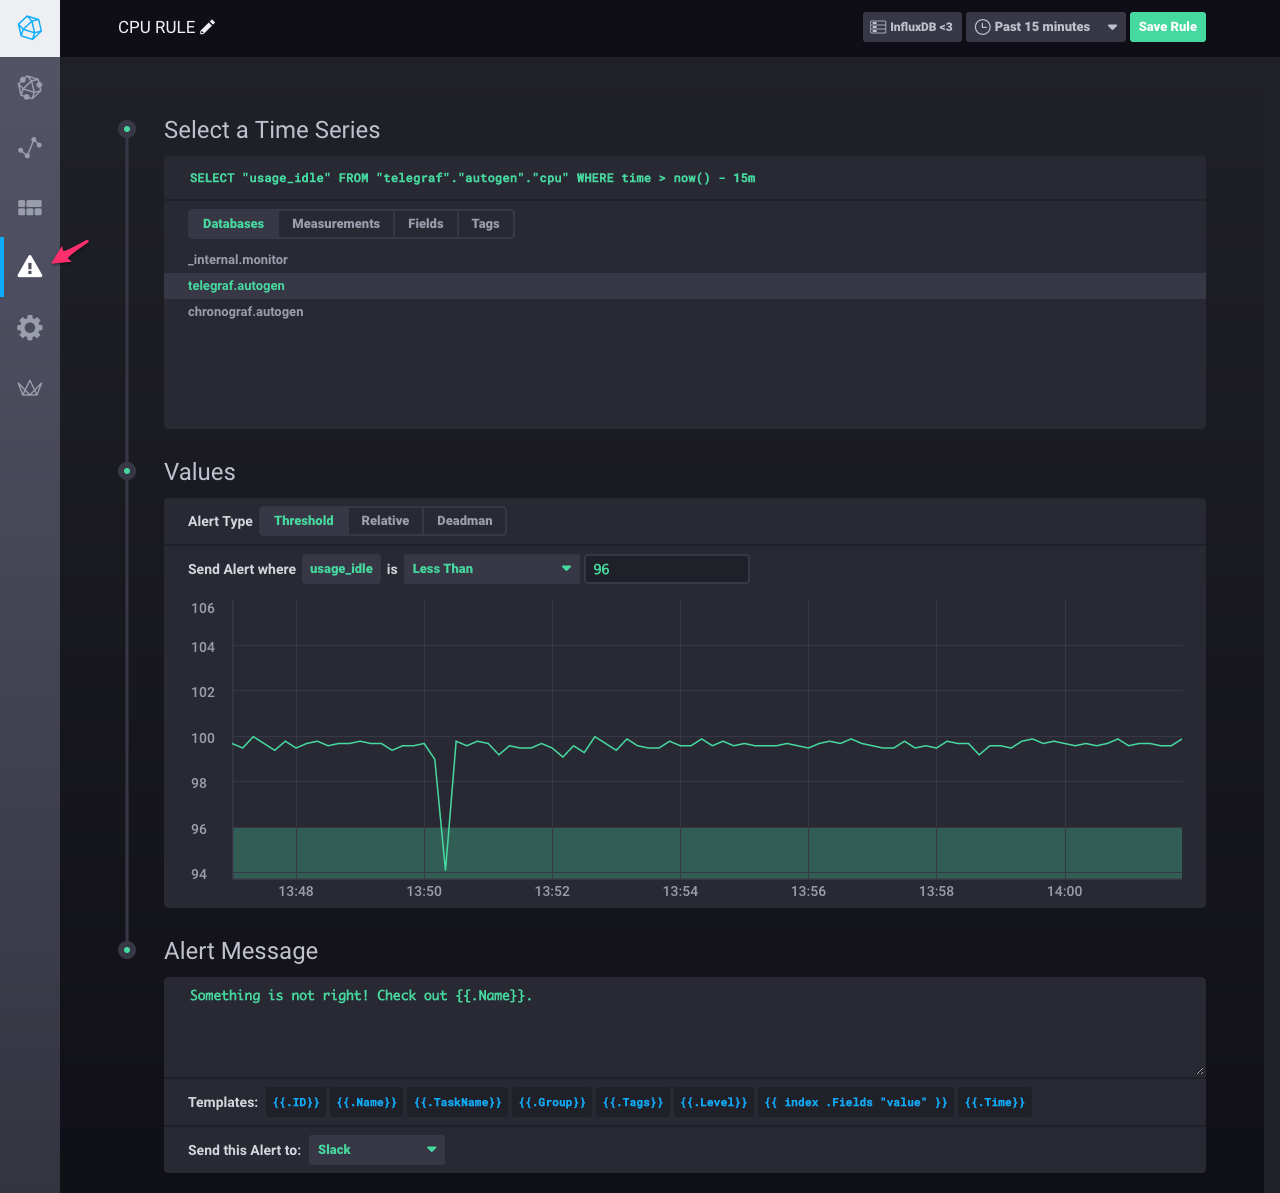 CPU RULE
InfluxDB <3
Past 15 minutes
Save Rule
Select a Time Series
SELECT "usage_idle" FROM "telegraf"."autogen"."cpu" WHERE time > now() - 15m
Databases Measurements Fields Tags
_internal.monitor
telegraf.autogen
chronograf.autogen
Values
Alert Type Threshold Relative Deadman
Send Alert where usage_idle is Less Than 96
106
104
102
100
98
96
94
13:48 13:50 13:52 13:54 13:56 13:58 14:00
Alert Message
Something is not right! Check out {{.Name}}.
Templates: {{.ID}} {{.Name}} {{.TaskName}} {{.Group}} {{.Tags}} {{.Level}} {{ index .Fields "value" }} {{.Time}}
Send this Alert to: Slack